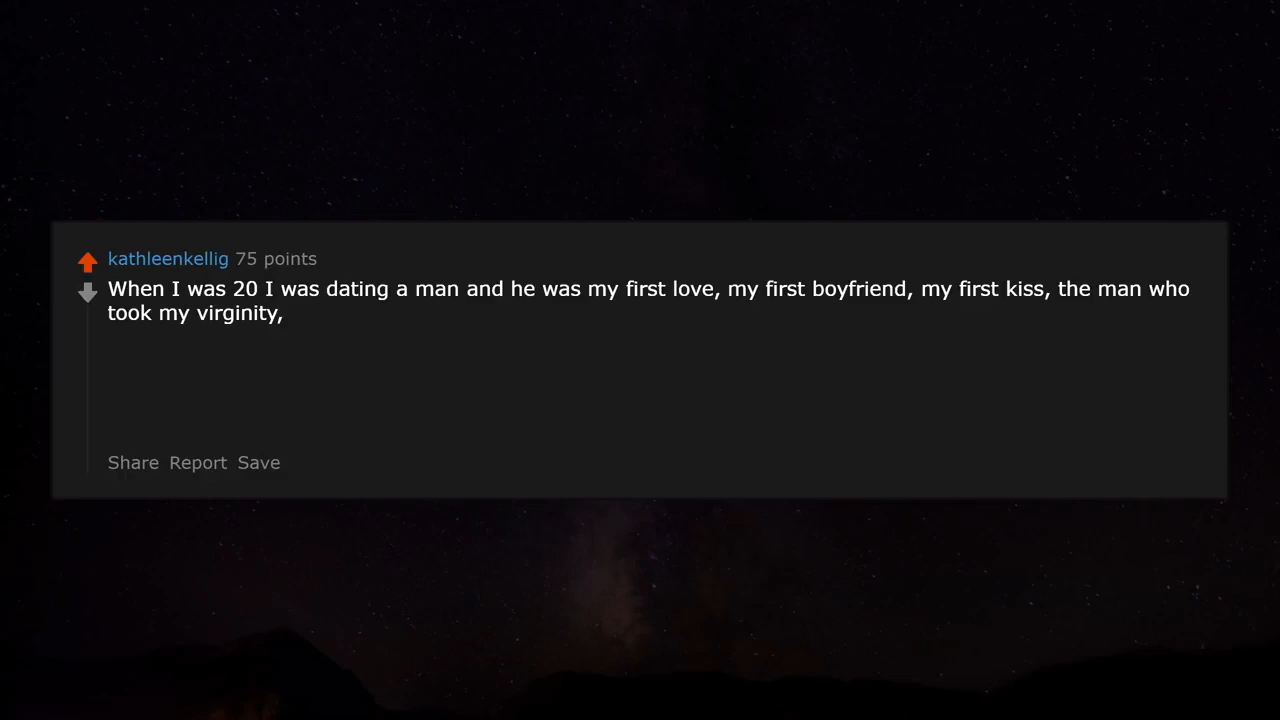 kathleenkellig 75 points
When I was 20 I was dating a man and he was my first love, my first boyfriend, my first kiss, the man who
took my virginity,
Share Report Save